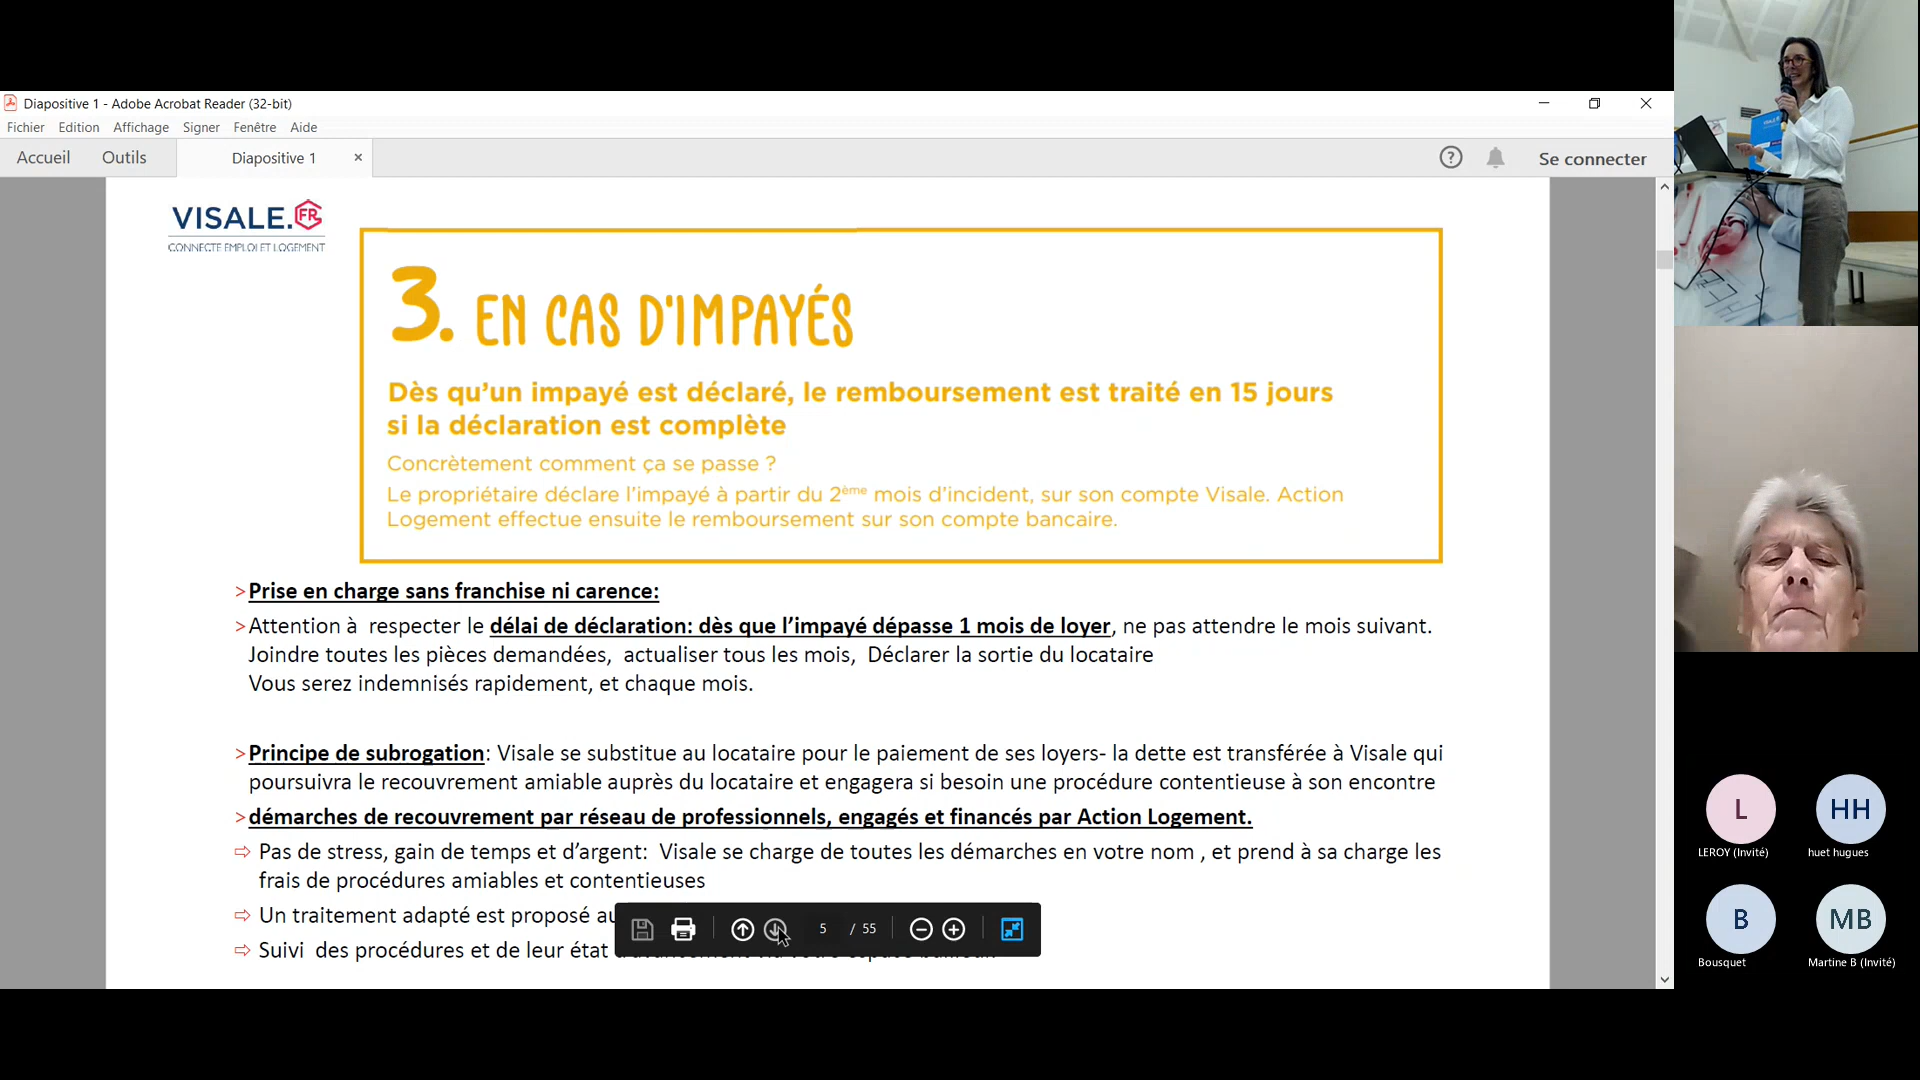 Diapositive 1 - Adobe Acrobat Reader (32-bit)
Fichier Edition Affichage Signer Fenêtre Aide
Accueil Outils Diapositive 1 × ? Se connecter
VISALE.FR
CONNECTE EMPLOI ET LOGEMENT
3. EN CAS D'IMPAYÉS
Dès qu’un impayé est déclaré, le remboursement est traité en 15 jours
si la déclaration est complète
Concrètement comment ça se passe ?
Le propriétaire déclare l’impayé à partir du 2ème mois d’incident, sur son compte Visale. Action
Logement effectue ensuite le remboursement sur son compte bancaire.
>Prise en charge sans franchise ni carence:
>Attention à respecter le délai de déclaration: dès que l’impayé dépasse 1 mois de loyer, ne pas attendre le mois suivant.
Joindre toutes les pièces demandées, actualiser tous les mois, Déclarer la sortie du locataire
Vous serez indemnisés rapidement, et chaque mois.
>Principe de subrogation: Visale se substitue au locataire pour le paiement de ses loyers- la dette est transférée à Visale qui
poursuivra le recouvrement amiable auprès du locataire et engagera si besoin une procédure contentieuse à son encontre
>démarches de recouvrement par réseau de professionnels, engagés et financés par Action Logement.
⇨ Pas de stress, gain de temps et d’argent: Visale se charge de toutes les démarches en votre nom , et prend à sa charge les
frais de procédures amiables et contentieuses
⇨ Un traitement adapté est proposé au
⇨ Suivi des procédures et de leur état
5 / 55
L HH
LEROY (Invité) huet hugues
B MB
Bousquet Martine B (Invité)